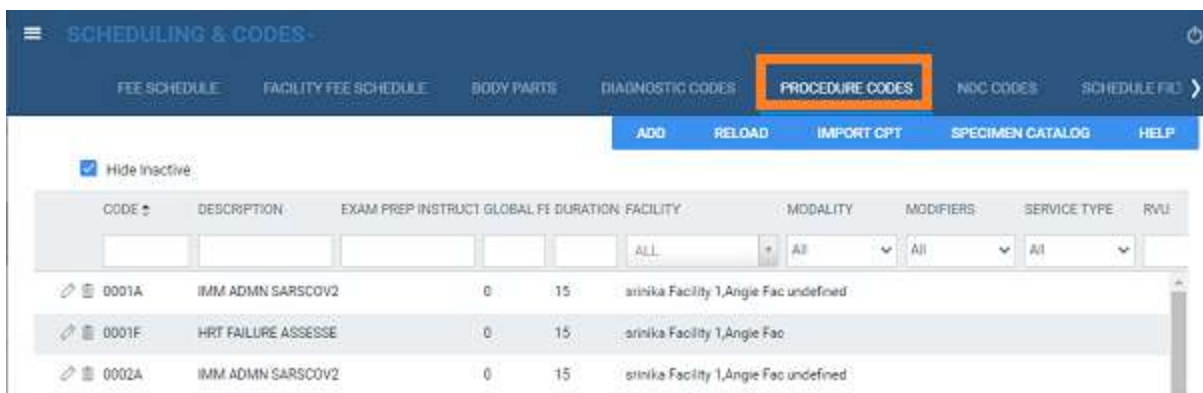 SCHEDULING & CODES-
FEE SCHEDULE FACILITY FEE SCHEDULE BODY PARTS DIAGNOSTIC CODES PROCEDURE CODES NDC CODES SCHEDULE FIL
ADD RELOAD IMPORT CPT SPECIMEN CATALOG HELP
Hide Inactive
CODE DESCRIPTION EXAM PREP INSTRUCT GLOBAL FE DURATION FACILITY MODALITY MODIFIERS SERVICE TYPE RVU
ALL All All All
0001A IMM ADMN SARSCOV2 0 15 srinika Facility 1,Angie Fac undefined
0001F HRT FAILURE ASSESSE 0 15 srinika Facility 1,Angie Fac
0002A IMM ADMN SARSCOV2 0 15 srinika Facility 1,Angie Fac undefined